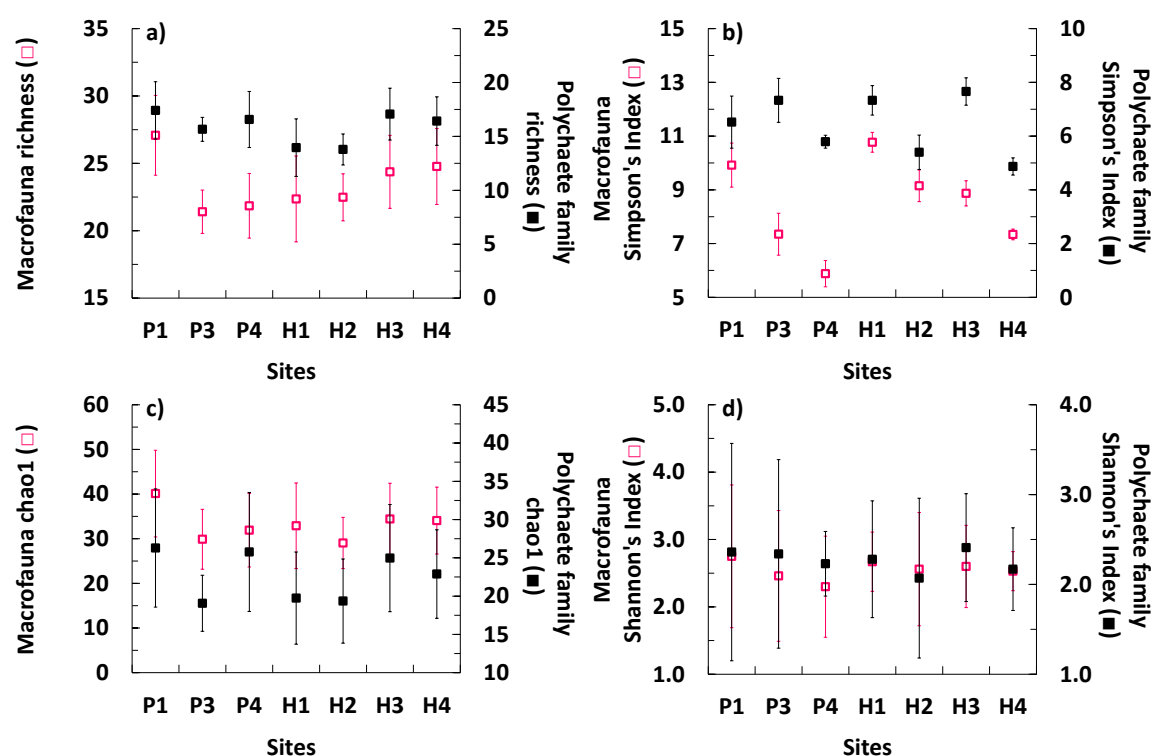 a)
35
30
25
20
15
Macrofauna richness (□)
25
20
15
10
5
0
Polychaete family
richness (■)
P1 P3 P4 H1 H2 H3 H4
Sites
b)
15
13
11
9
7
5
Macrofauna
Simpson's Index (□)
10
8
6
4
2
0
Polychaete family
Simpson's Index (■)
P1 P3 P4 H1 H2 H3 H4
Sites
c)
60
50
40
30
20
10
0
Macrofauna chao1 (□)
45
40
35
30
25
20
15
10
Polychaete family
chao1 (■)
P1 P3 P4 H1 H2 H3 H4
Sites
d)
5.0
4.0
3.0
2.0
1.0
Macrofauna
Shannon's Index (□)
4.0
3.0
2.0
1.0
Polychaete family
Shannon's Index (■)
P1 P3 P4 H1 H2 H3 H4
Sites